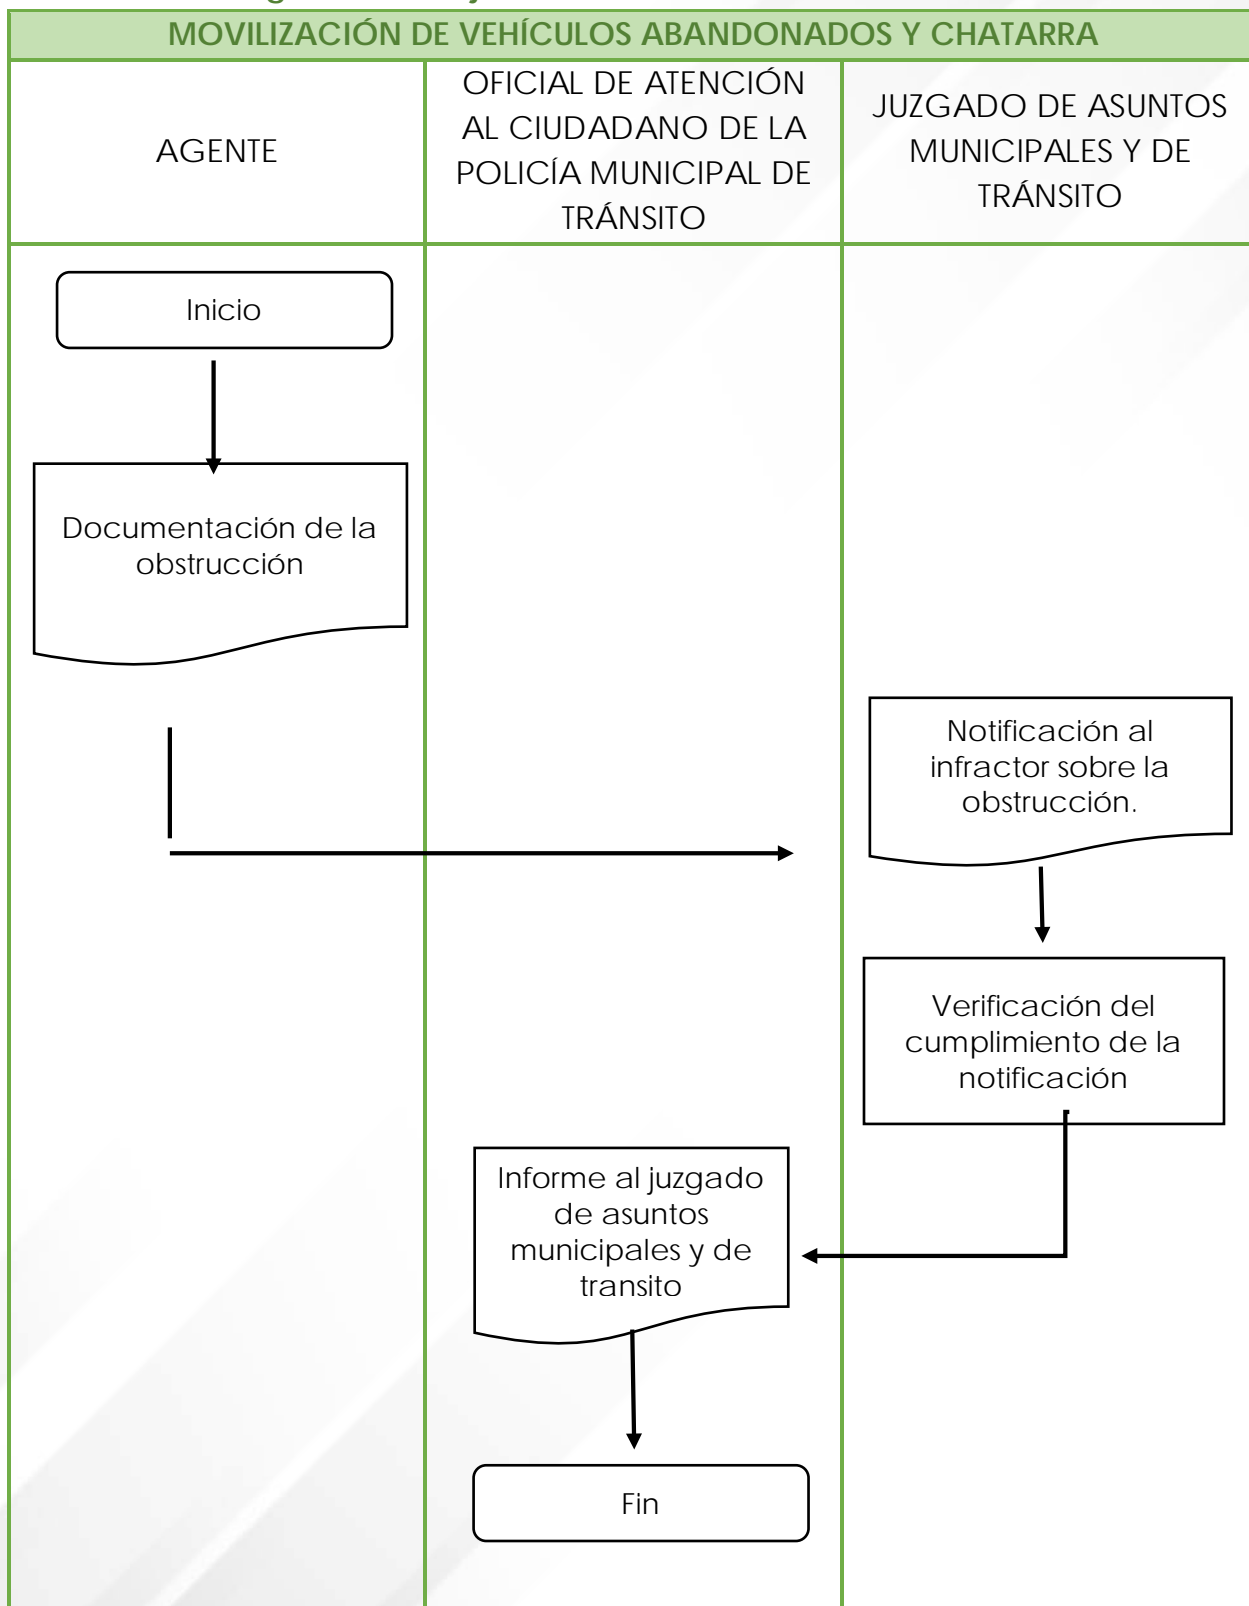 MOVILIZACIÓN DE VEHÍCULOS ABANDONADOS Y CHATARRA
AGENTE
OFICIAL DE ATENCIÓN
AL CIUDADANO DE LA
POLICÍA MUNICIPAL DE
TRÁNSITO
JUZGADO DE ASUNTOS
MUNICIPALES Y DE
TRÁNSITO
Inicio
Documentación de la
obstrucción
Notificación al
infractor sobre la
obstrucción.
Verificación del
cumplimiento de la
notificación
Informe al juzgado
de asuntos
municipales y de
transito
Fin